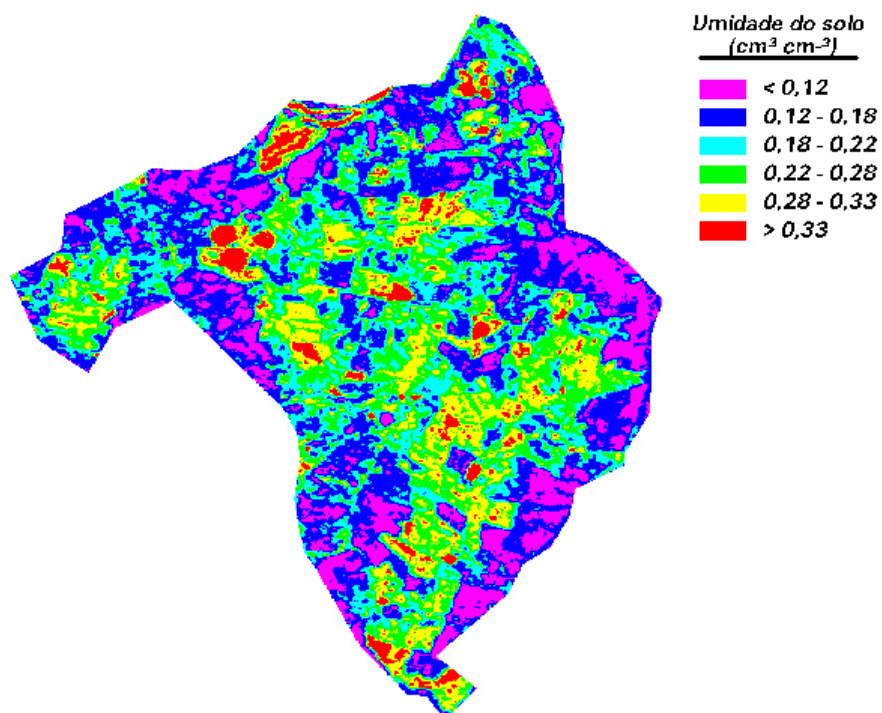 Umidade do solo
(cm³ cm-³)
< 0,12
0,12 - 0,18
0,18 - 0,22
0,22 - 0,28
0,28 - 0,33
> 0,33